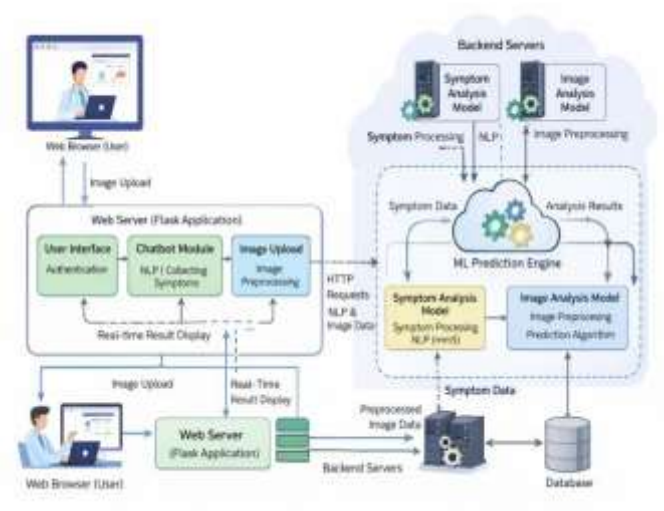 Backend Servers
Symptom
Analysis
Model
Image
Analysis
Model
Symptom Processing
NLP
Image Preprocessing
Web Browser (User)
Image Upload
Web Server (Flask Application)
User Interface
Authentication
Chatbot Module
NLP | Collecting
Symptoms
Image Upload
Image
Preprocessing
Real-time Result Display
HTTP
Requests
NLP &
Image Data
Symptom Data
Analysis Results
ML Prediction Engine
Symptom Analysis
Model
Symptom Processing
Image Analysis Model
Image Preprocessing
Prediction Algorithm
Image Upload
Real-Time
Result Display
Symptom Data
Preprocessed
Image Data
Web Server
(Flask Application)
Backend Servers
Web Browser (User)
Database